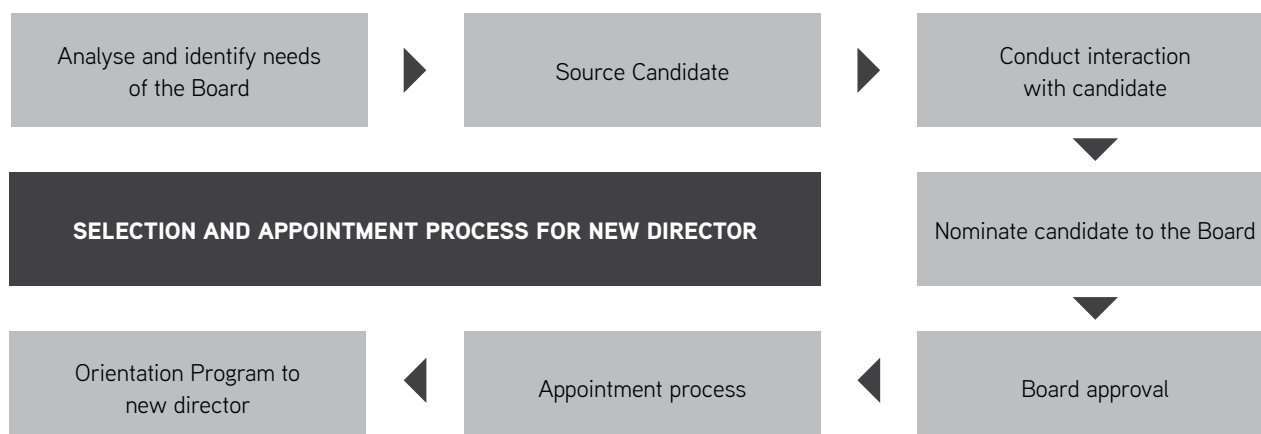 Analyse and identify needs
of the Board
Source Candidate
Conduct interaction
with candidate
SELECTION AND APPOINTMENT PROCESS FOR NEW DIRECTOR
Nominate candidate to the Board
Board approval
Appointment process
Orientation Program to
new director